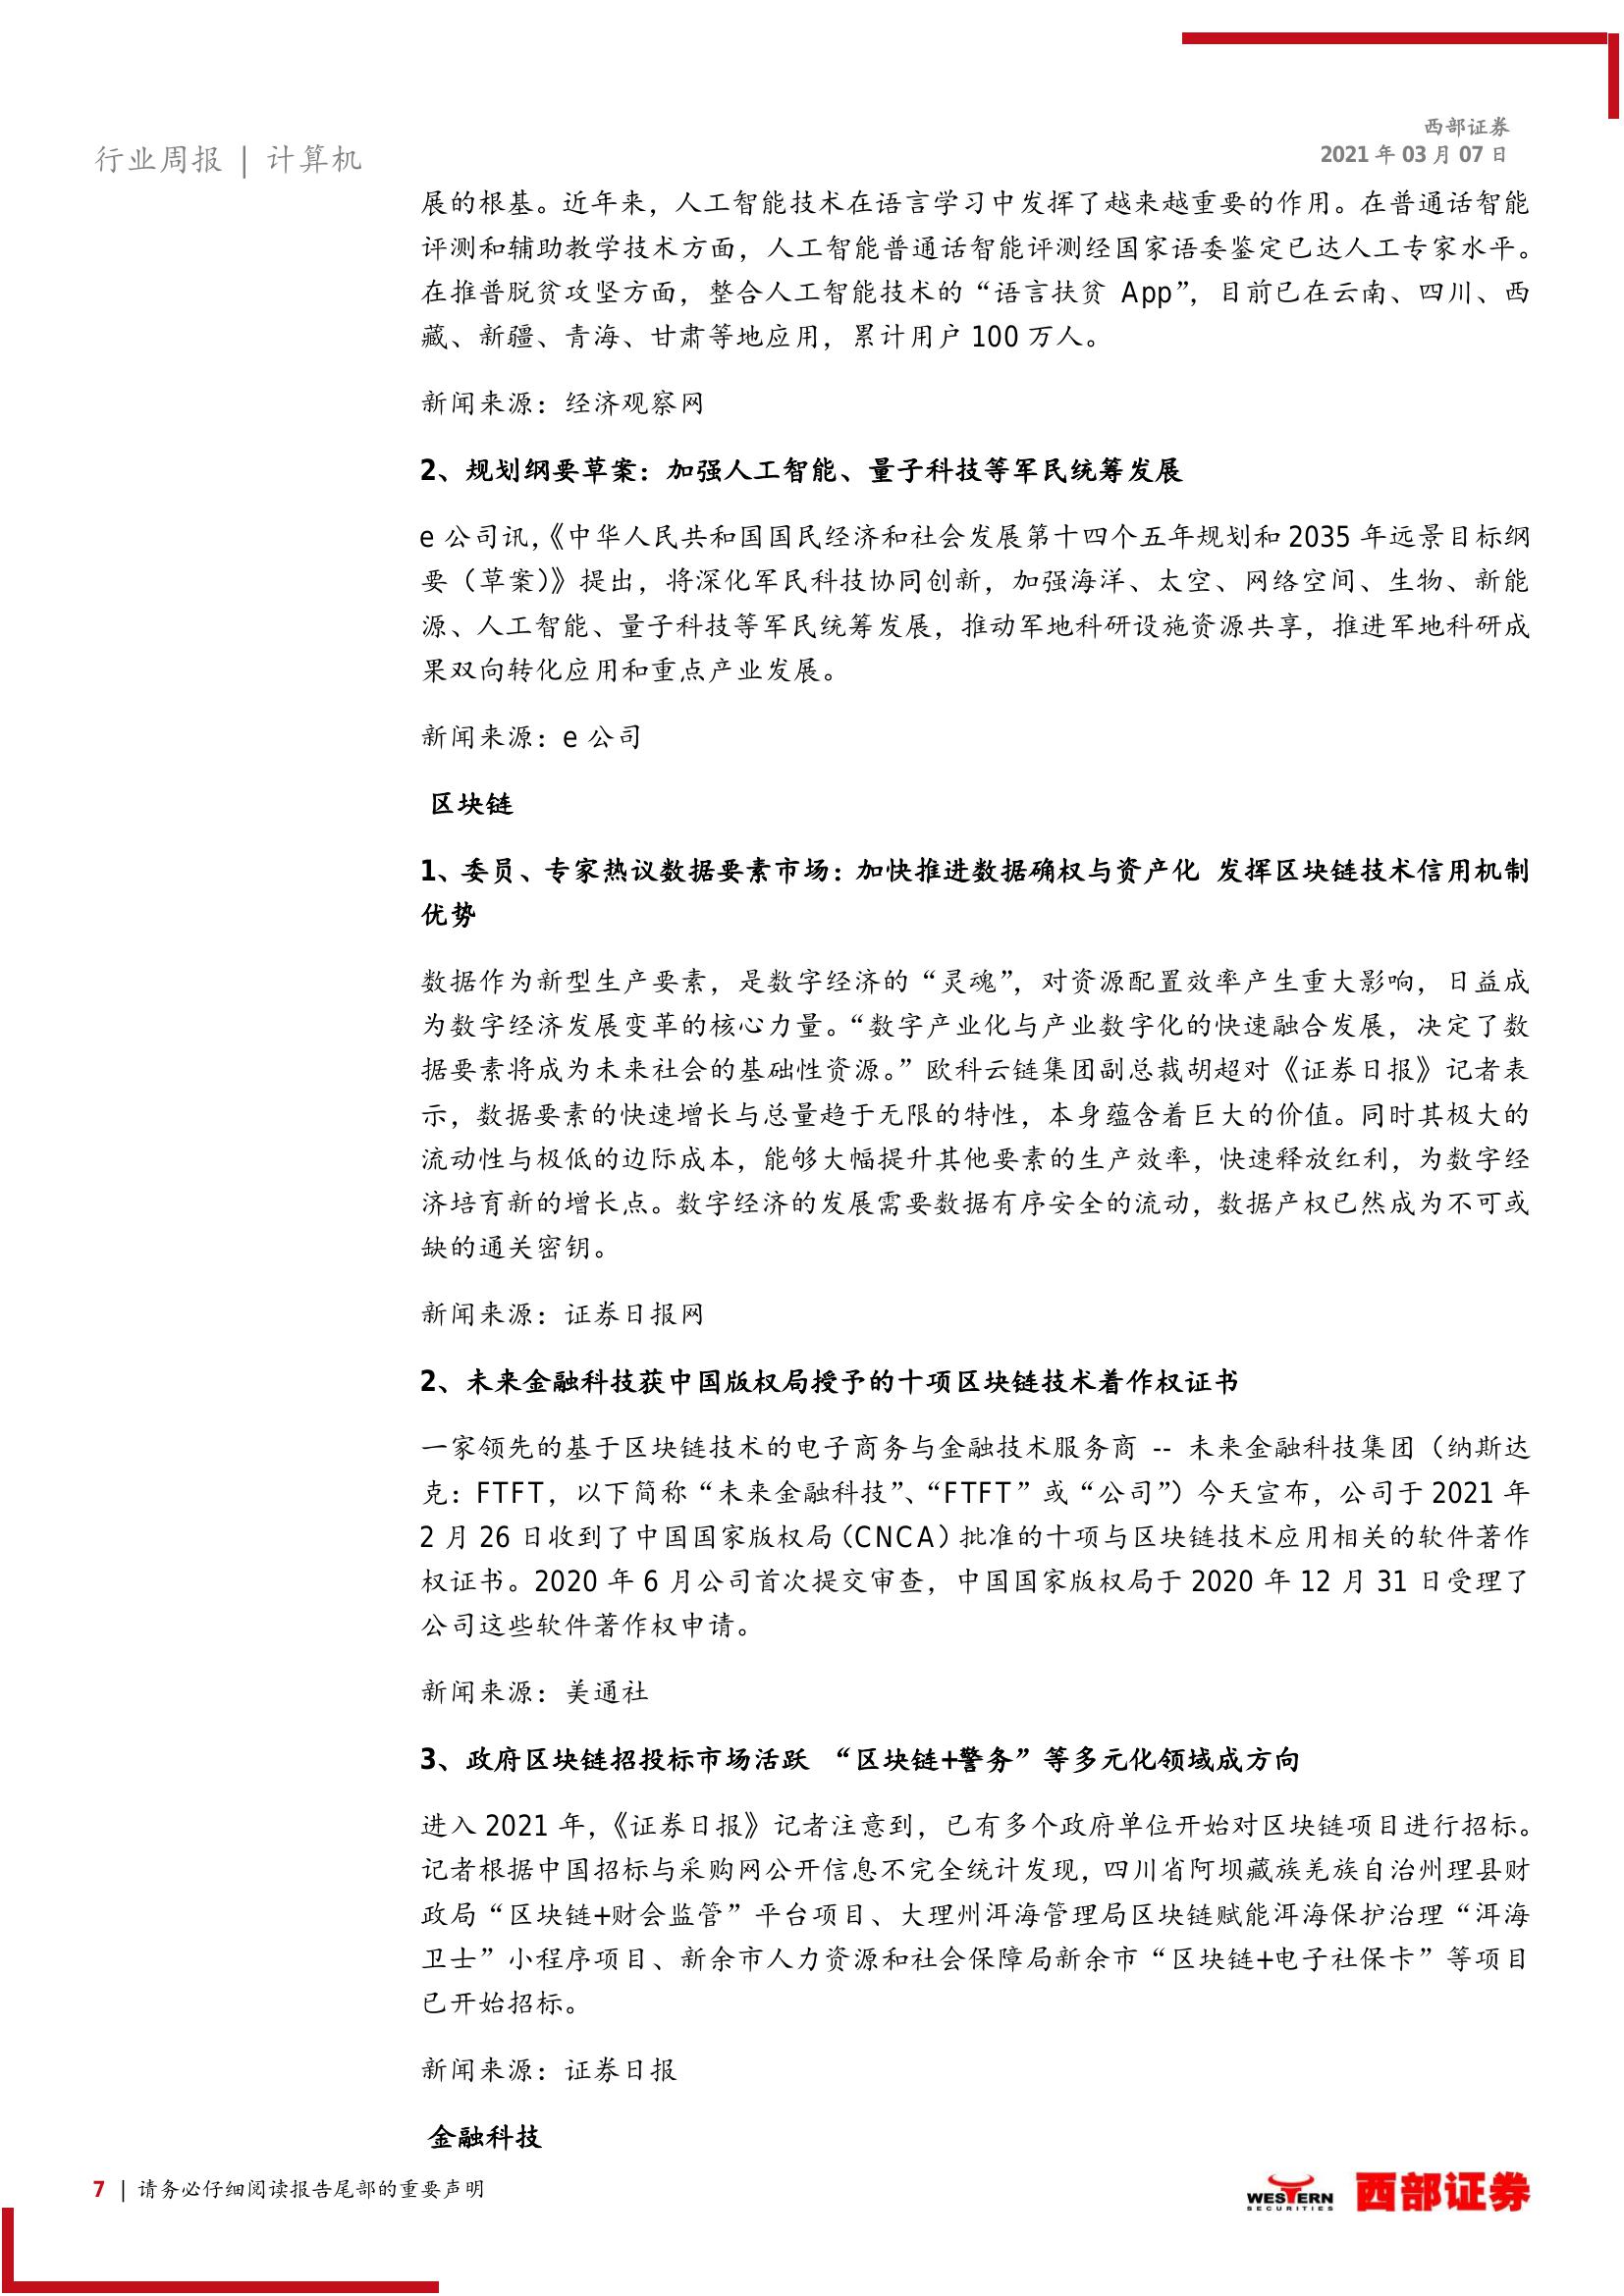 行业周报 | 计算机
西部证券
2021 年 03 月 07 日
展的根基。近年来，人工智能技术在语言学习中发挥了越来越重要的作用。在普通话智能
评测和辅助教学技术方面，人工智能普通话智能评测经国家语委鉴定已达人工专家水平。
在推普脱贫攻坚方面，整合人工智能技术的“语言扶贫 App”，目前已在云南、四川、西
藏、新疆、青海、甘肃等地应用，累计用户 100 万人。
新闻来源：经济观察网
2、规划纲要草案：加强人工智能、量子科技等军民统筹发展
e 公司讯，《中华人民共和国国民经济和社会发展第十四个五年规划和 2035 年远景目标纲
要（草案）》提出，将深化军民科技协同创新，加强海洋、太空、网络空间、生物、新能
源、人工智能、量子科技等军民统筹发展，推动军地科研设施资源共享，推进军地科研成
果双向转化应用和重点产业发展。
新闻来源：e 公司
区块链
1、委员、专家热议数据要素市场：加快推进数据确权与资产化 发挥区块链技术信用机制
优势
数据作为新型生产要素，是数字经济的“灵魂”，对资源配置效率产生重大影响，日益成
为数字经济发展变革的核心力量。“数字产业化与产业数字化的快速融合发展，决定了数
据要素将成为未来社会的基础性资源。”欧科云链集团副总裁胡超对《证券日报》记者表
示，数据要素的快速增长与总量趋于无限的特性，本身蕴含着巨大的价值。同时其极大的
流动性与极低的边际成本，能够大幅提升其他要素的生产效率，快速释放红利，为数字经
济培育新的增长点。数字经济的发展需要数据有序安全的流动，数据产权已然成为不可或
缺的通关密钥。
新闻来源：证券日报网
2、未来金融科技获中国版权局授予的十项区块链技术着作权证书
一家领先的基于区块链技术的电子商务与金融技术服务商 -- 未来金融科技集团（纳斯达
克：FTFT，以下简称“未来金融科技”、“FTFT”或“公司”）今天宣布，公司于 2021 年
2 月 26 日收到了中国国家版权局（CNCA）批准的十项与区块链技术应用相关的软件著作
权证书。2020 年 6 月公司首次提交审查，中国国家版权局于 2020 年 12 月 31 日受理了
公司这些软件著作权申请。
新闻来源：美通社
3、政府区块链招投标市场活跃 “区块链+警务”等多元化领域成方向
进入 2021 年，《证券日报》记者注意到，已有多个政府单位开始对区块链项目进行招标。
记者根据中国招标与采购网公开信息不完全统计发现，四川省阿坝藏族羌族自治州理县财
政局“区块链+财会监管”平台项目、大理州洱海管理局区块链赋能洱海保护治理“洱海
卫士”小程序项目、新余市人力资源和社会保障局新余市“区块链+电子社保卡”等项目
已开始招标。
新闻来源：证券日报
金融科技
7 | 请务必仔细阅读报告尾部的重要声明
WESTERN
SECURITIES
西部证券